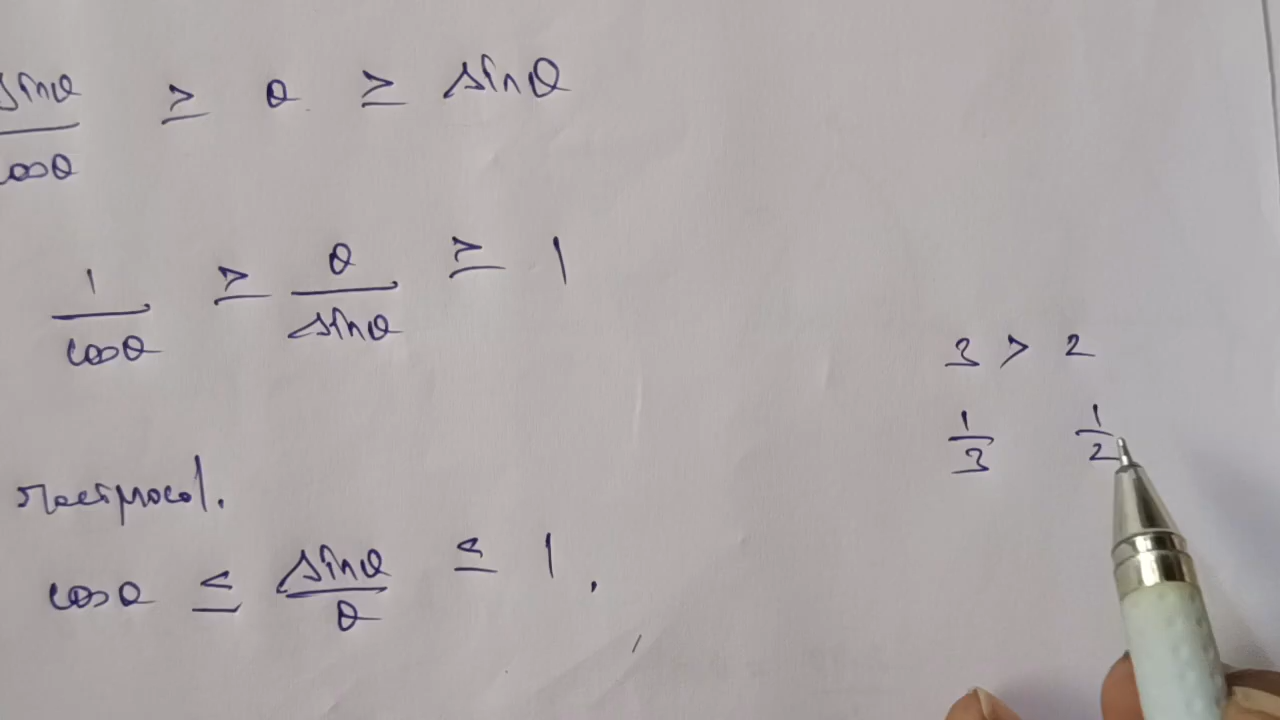 sinθ/cosθ ≥ θ ≥ sinθ
1/cosθ ≥ θ/sinθ ≥ 1
3 > 2
1/3 1/2
reciprocal.
cosθ ≤ sinθ/θ ≤ 1.